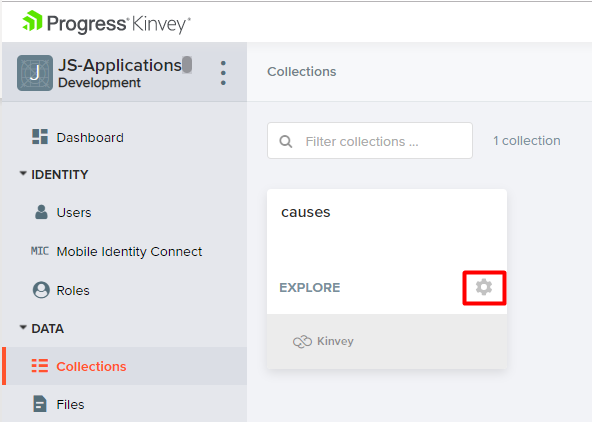 Progress® Kinvey®
J
JS-Applications
Development
Collections
Dashboard
Filter collections ...
1 collection
IDENTITY
Users
causes
MIC Mobile Identity Connect
Roles
EXPLORE
DATA
Kinvey
Collections
Files